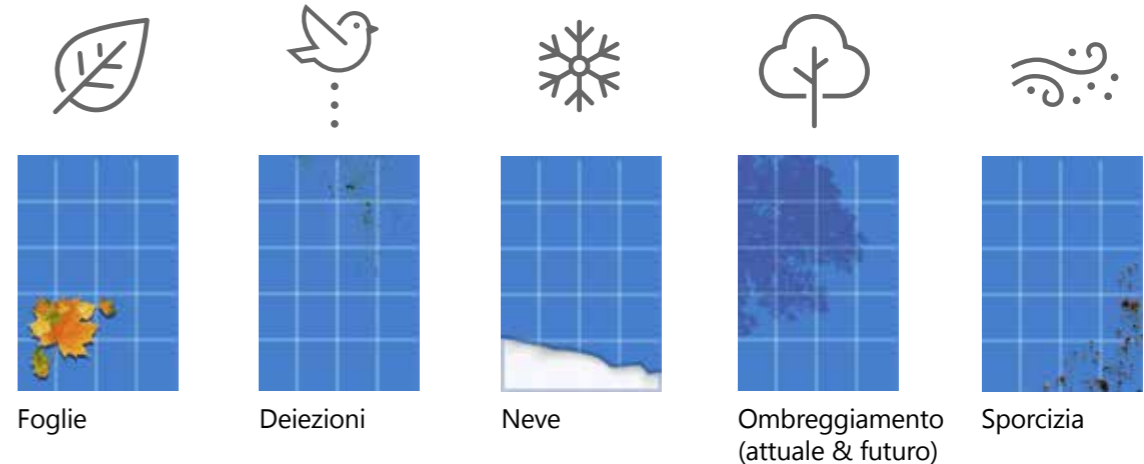 Foglie
Deiezioni
Neve
Ombreggiamento
(attuale & futuro)
Sporcizia